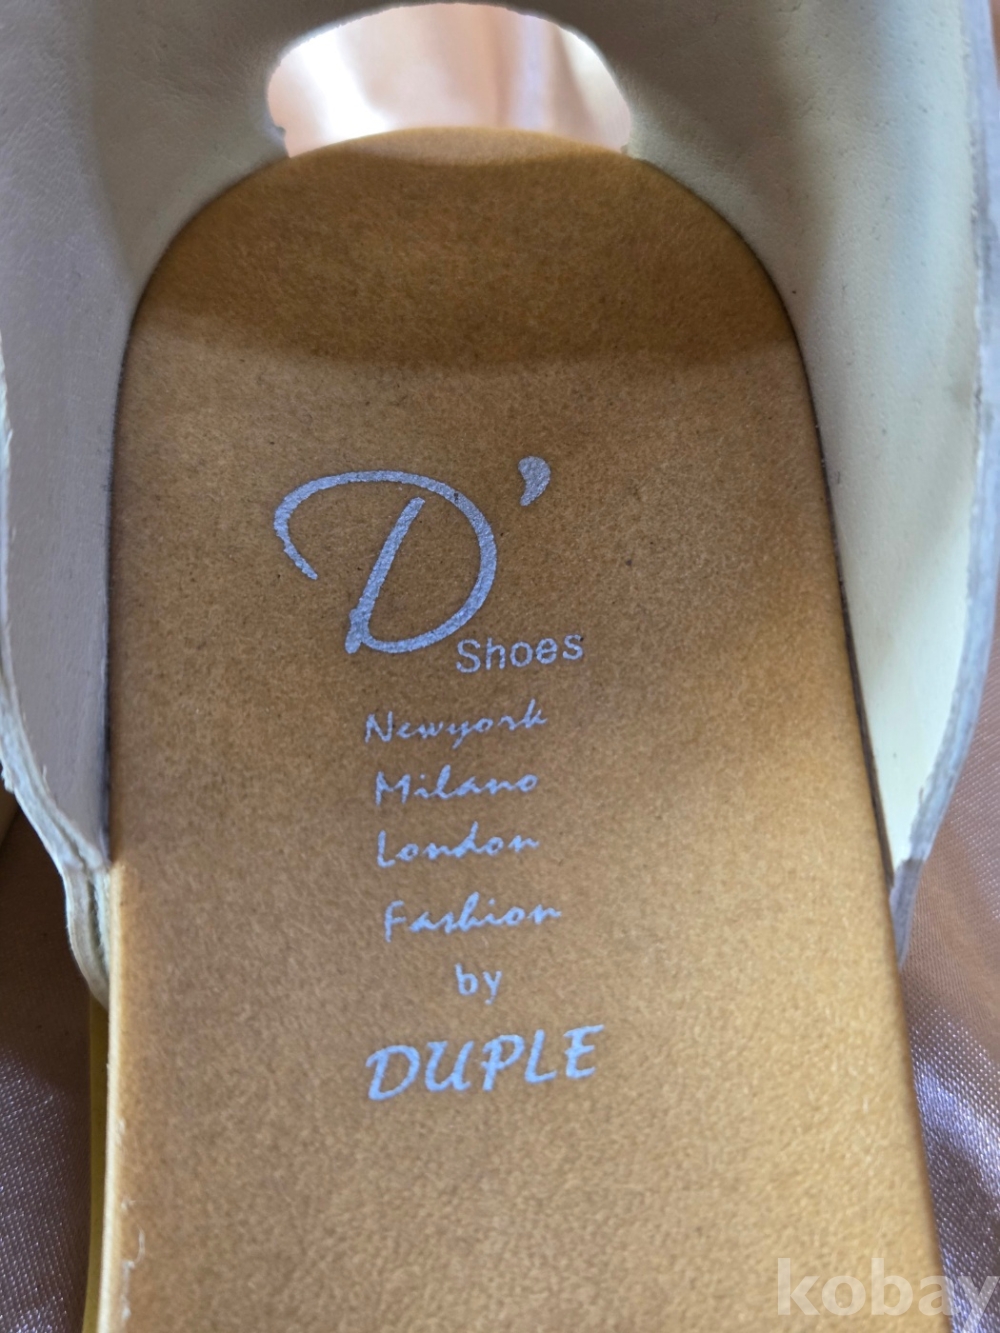 D'
Shoes
Newyork
Milano
London
Fashion
by
DUPLE
kobay